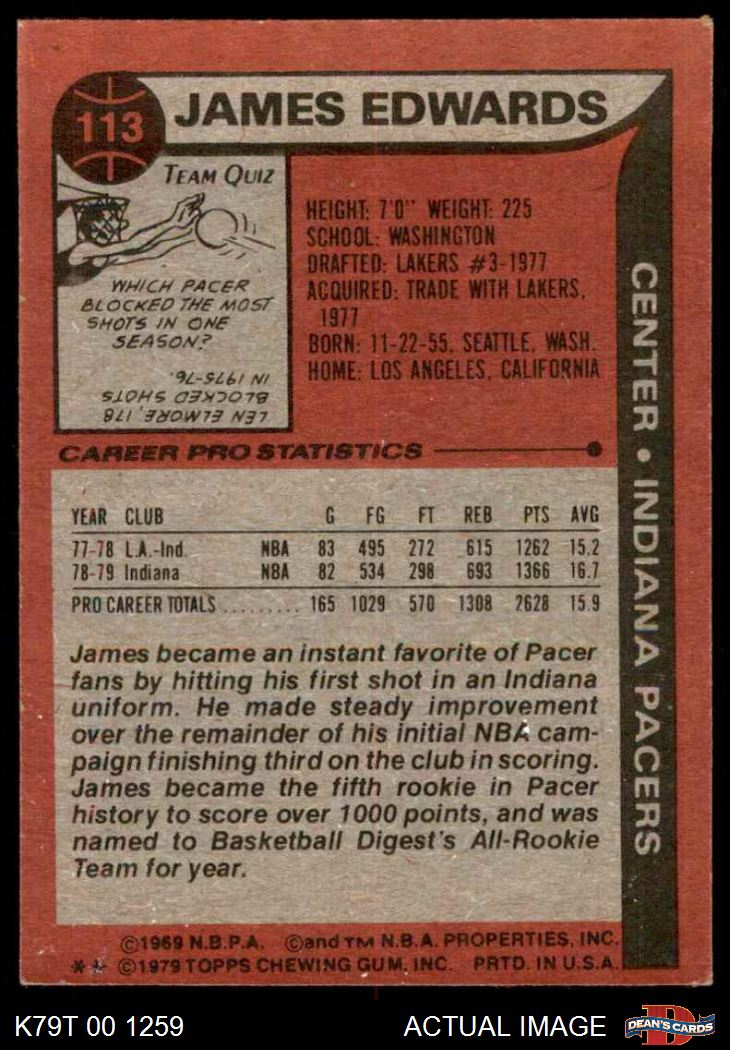 113
JAMES EDWARDS
TEAM QUIZ
WHICH PACER
BLOCKED THE MOST
SHOTS IN ONE
SEASON?
LEN ELMORE, 178
BLOCKED SHOTS
IN 1975-76.
HEIGHT: 7'0" WEIGHT: 225
SCHOOL: WASHINGTON
DRAFTED: LAKERS #3-1977
ACQUIRED: TRADE WITH LAKERS,
1977
BORN: 11-22-55, SEATTLE, WASH.
HOME: LOS ANGELES, CALIFORNIA
CENTER • INDIANA PACERS
CAREER PRO STATISTICS
YEAR CLUB G FG FT REB PTS AVG
77-78 L.A.-Ind. NBA 83 495 272 615 1262 15.2
78-79 Indiana NBA 82 534 298 693 1366 16.7
PRO CAREER TOTALS ......... 165 1029 570 1308 2628 15.9
James became an instant favorite of Pacer
fans by hitting his first shot in an Indiana
uniform. He made steady improvement
over the remainder of his initial NBA cam-
paign finishing third on the club in scoring.
James became the fifth rookie in Pacer
history to score over 1000 points, and was
named to Basketball Digest's All-Rookie
Team for year.
©1969 N.B.P.A. ©and TM N.B.A. PROPERTIES, INC.
** ©1979 TOPPS CHEWING GUM, INC. PRTD. IN U.S.A.
K79T 00 1259 ACTUAL IMAGE
D
DEAN'S CARDS